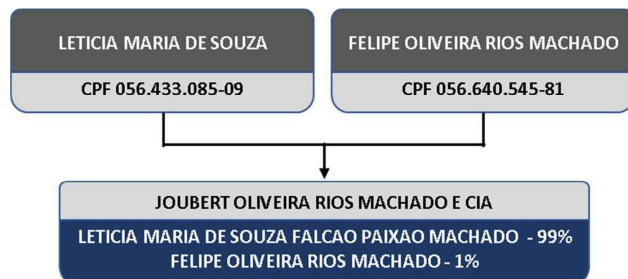 LETICIA MARIA DE SOUZA
CPF 056.433.085-09
FELIPE OLIVEIRA RIOS MACHADO
CPF 056.640.545-81
JOUBERT OLIVEIRA RIOS MACHADO E CIA
LETICIA MARIA DE SOUZA FALCAO PAIXAO MACHADO - 99%
FELIPE OLIVEIRA RIOS MACHADO - 1%